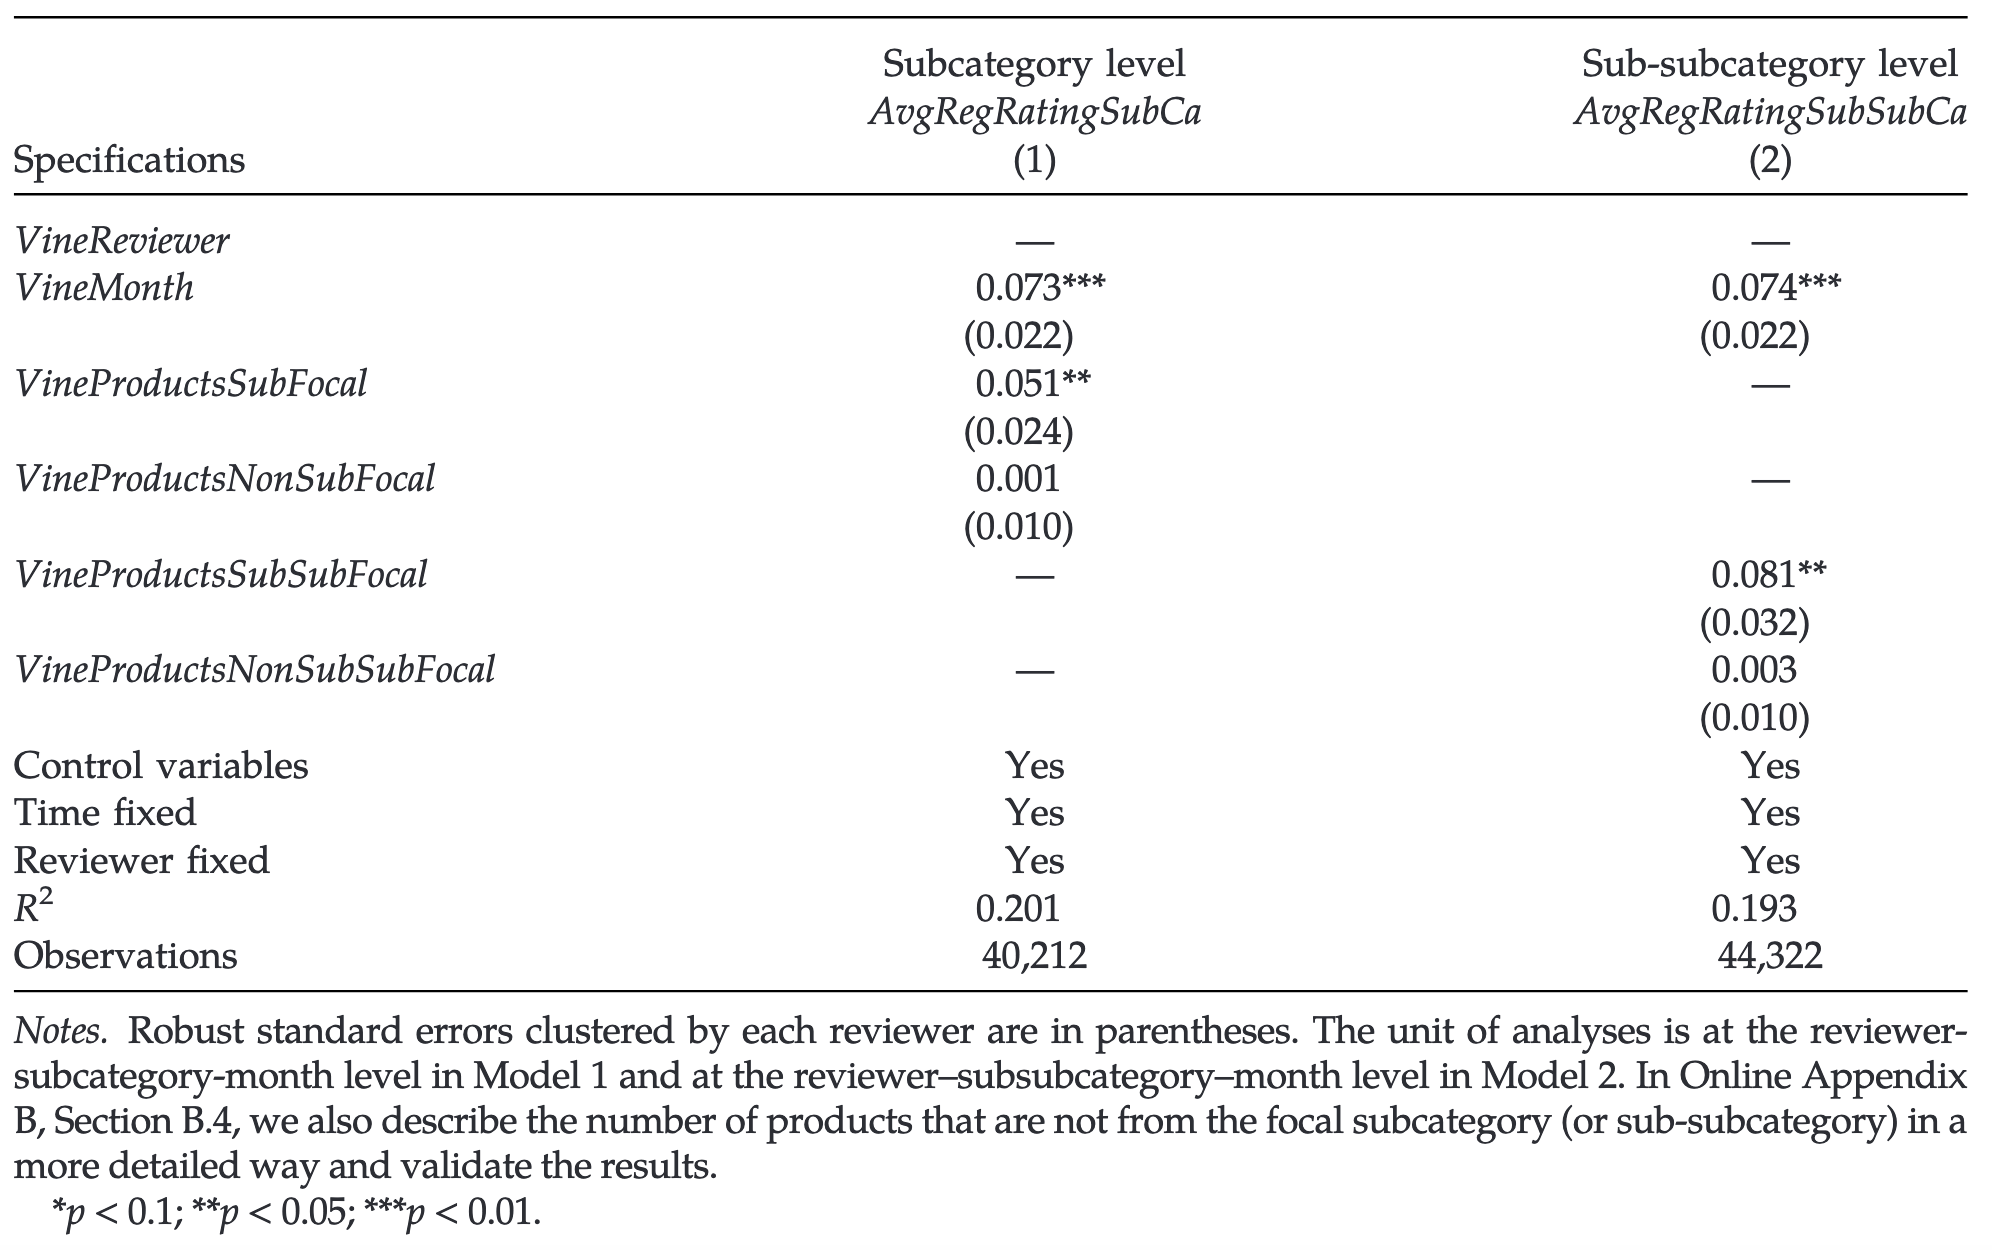 Subcategory level Sub-subcategory level
AvgRegRatingSubCa AvgRegRatingSubSubCa
Specifications (1) (2)
VineReviewer — —
VineMonth 0.073*** 0.074***
(0.022) (0.022)
VineProductsSubFocal 0.051** —
(0.024)
VineProductsNonSubFocal 0.001 —
(0.010)
VineProductsSubSubFocal — 0.081**
(0.032)
VineProductsNonSubSubFocal — 0.003
(0.010)
Control variables Yes Yes
Time fixed Yes Yes
Reviewer fixed Yes Yes
R² 0.201 0.193
Observations 40,212 44,322
Notes. Robust standard errors clustered by each reviewer are in parentheses. The unit of analyses is at the reviewer-
subcategory-month level in Model 1 and at the reviewer–subsubcategory–month level in Model 2. In Online Appendix
B, Section B.4, we also describe the number of products that are not from the focal subcategory (or sub-subcategory) in a
more detailed way and validate the results.
*p < 0.1; **p < 0.05; ***p < 0.01.